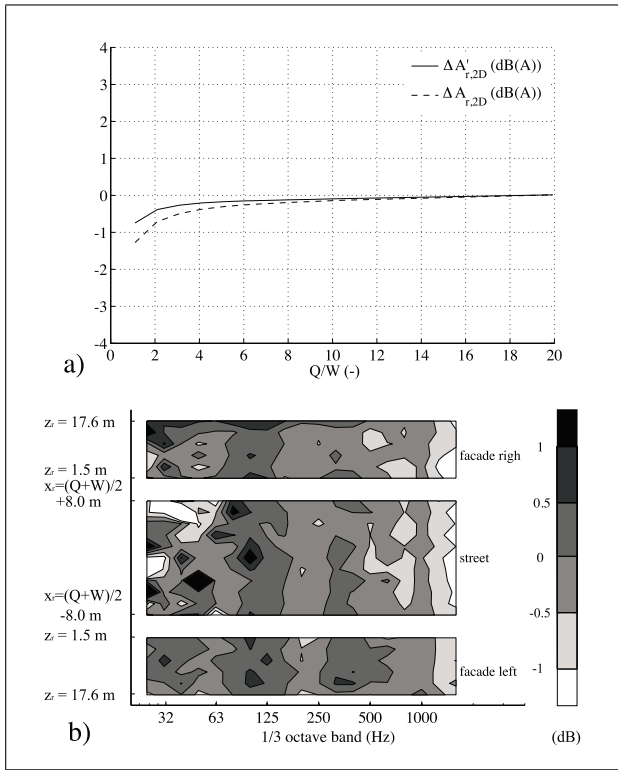 4
3
2
1
0
-1
-2
-3
-4
ΔA'r,2D (dB(A))
ΔAr,2D (dB(A))
0 2 4 6 8 10 12 14 16 18 20
Q/W (-)
a)
zr = 17.6 m
zr = 1.5 m
xr=(Q+W)/2
+8.0 m
xr=(Q+W)/2
-8.0 m
zr = 1.5 m
zr = 17.6 m
facade righ
street
facade left
32 63 125 250 500 1000
1/3 octave band (Hz)
b)
1
0.5
0
-0.5
-1
(dB)